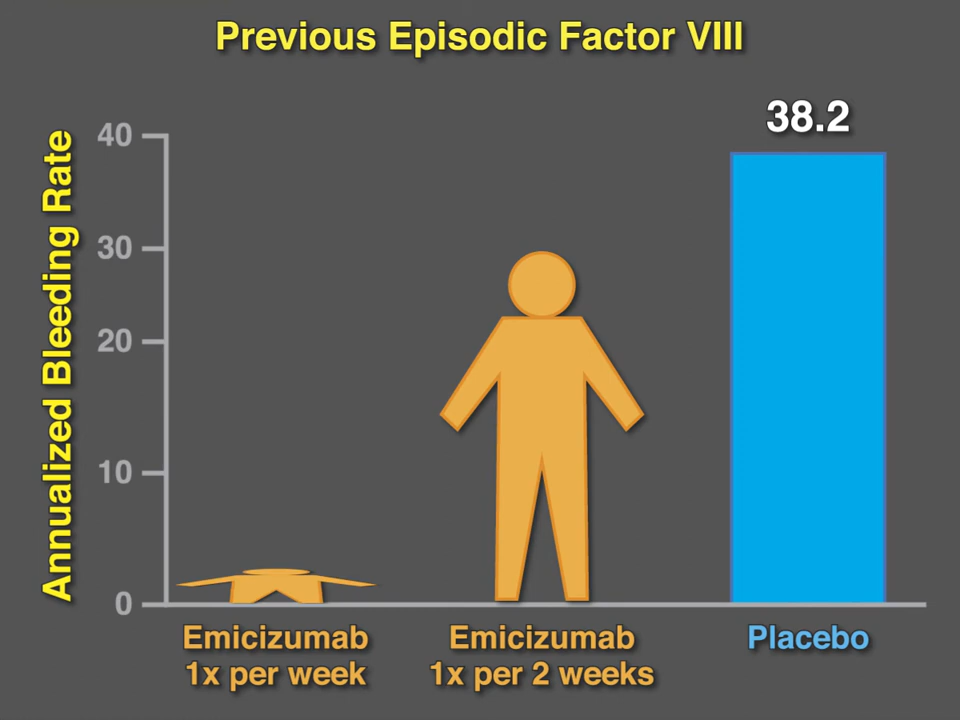 Previous Episodic Factor VIII
38.2
Annualized Bleeding Rate
40
30
20
10
0
Emicizumab
1x per week
Emicizumab
1x per 2 weeks
Placebo